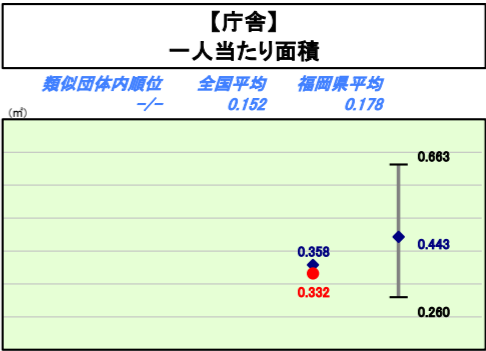 【庁舎】
一人当たり面積
類似団体内順位 全国平均 福岡県平均
-/- 0.152 0.178
(㎡)
0.663
0.358
0.443
0.332
0.260